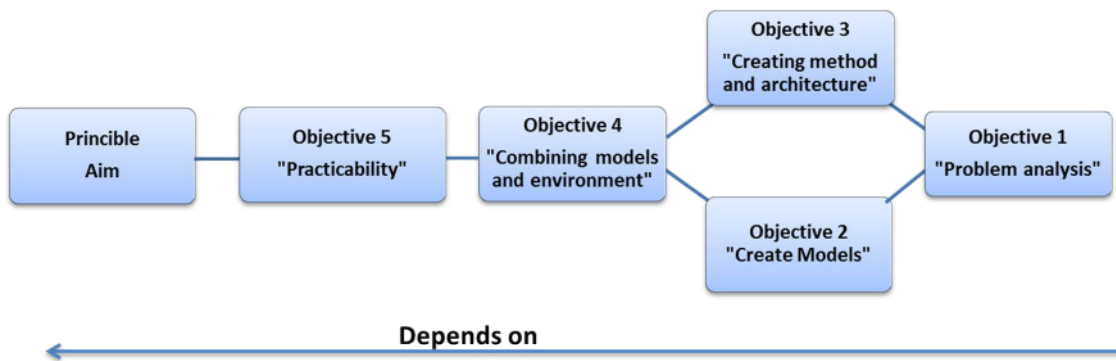 Princible
Aim
Objective 5
"Practicability"
Objective 4
"Combining models
and environment"
Objective 3
"Creating method
and architecture"
Objective 2
"Create Models"
Objective 1
"Problem analysis"
Depends on